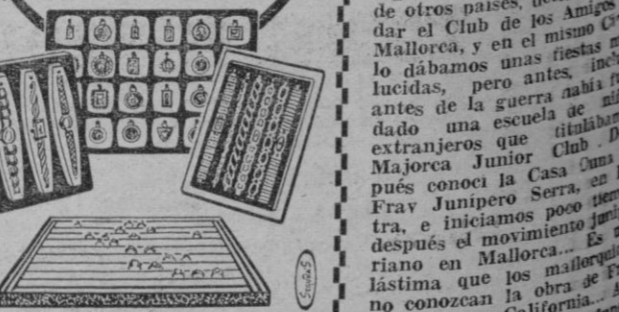 de otros países,
dar el Club de los Amigos
Mallorca, y en el mismo
lo dábamos unas fiestas
lucidas, pero antes,
antes de la guerra había
dado una escuela de
extranjeros que
Majorca Junior Club
pués conocí la Casa
Fray Junípero Serra, en
tra, e iniciamos poco
después el movimiento
riano en Mallorca... Es
lástima que los
no conozcan la obra de
California...